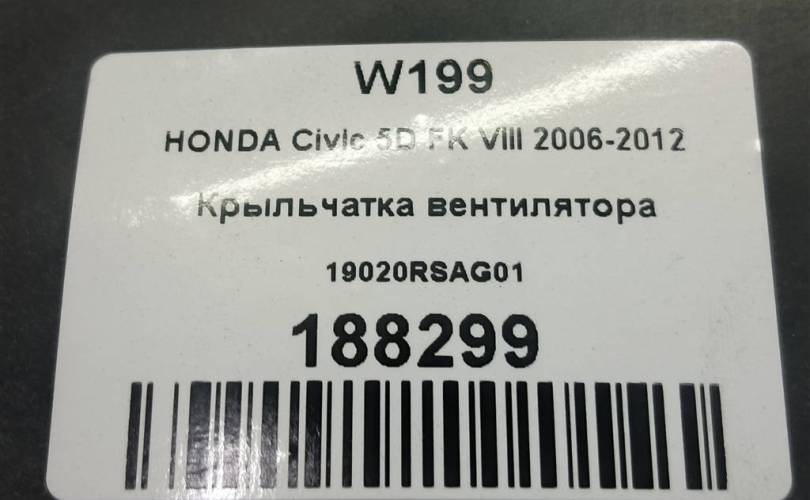 W199
HONDA Civic 5D FK VIII 2006-2012
Крыльчатка вентилятора
19020RSAG01
188299